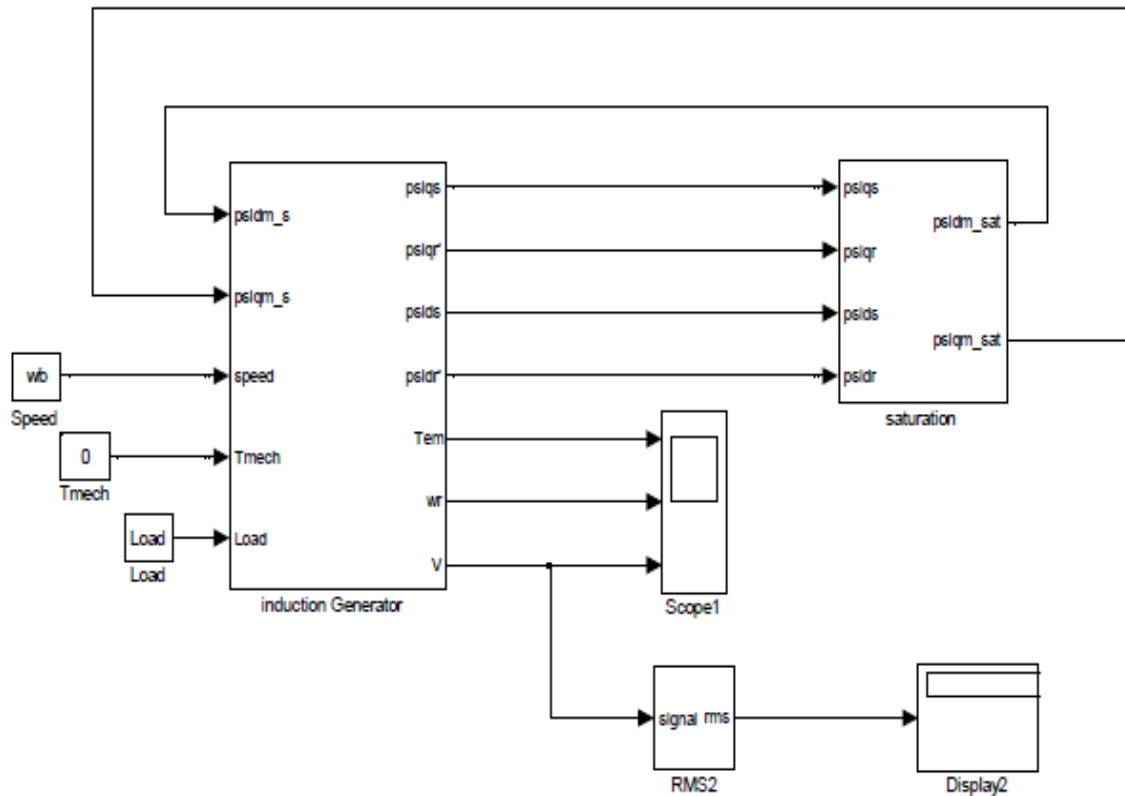 psidm_s
psiqm_s
speed
Tmech
Load
psiqs
psiqr'
psids
psidr'
Tem
wr
V
induction Generator
wb
Speed
0
Tmech
Load
Load
psiqs
psiqr
psids
psidr
psidm_sat
psiqm_sat
saturation
Scope1
signal rms
RMS2
Display2